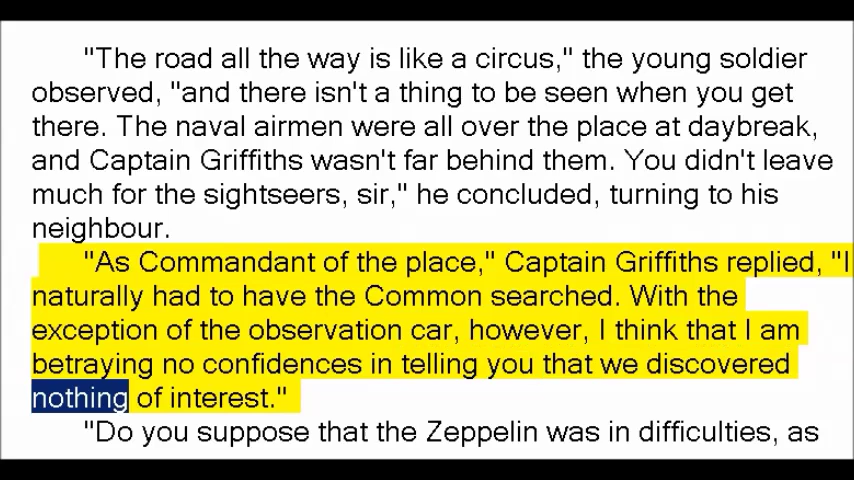 "The road all the way is like a circus," the young soldier
observed, "and there isn't a thing to be seen when you get
there. The naval airmen were all over the place at daybreak,
and Captain Griffiths wasn't far behind them. You didn't leave
much for the sightseers, sir," he concluded, turning to his
neighbour.
"As Commandant of the place," Captain Griffiths replied, "I
naturally had to have the Common searched. With the
exception of the observation car, however, I think that I am
betraying no confidences in telling you that we discovered
nothing of interest."
"Do you suppose that the Zeppelin was in difficulties, as